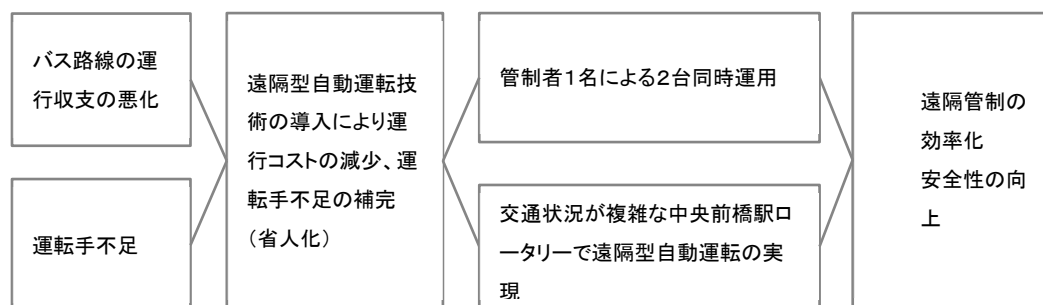 バス路線の運
行収支の悪化
運転手不足
遠隔型自動運転技
術の導入により運
行コストの減少、運
転手不足の補完
（省人化）
管制者１名による２台同時運用
交通状況が複雑な中央前橋駅ロ
ータリーで遠隔型自動運転の実
現
遠隔管制の
効率化
安全性の向
上